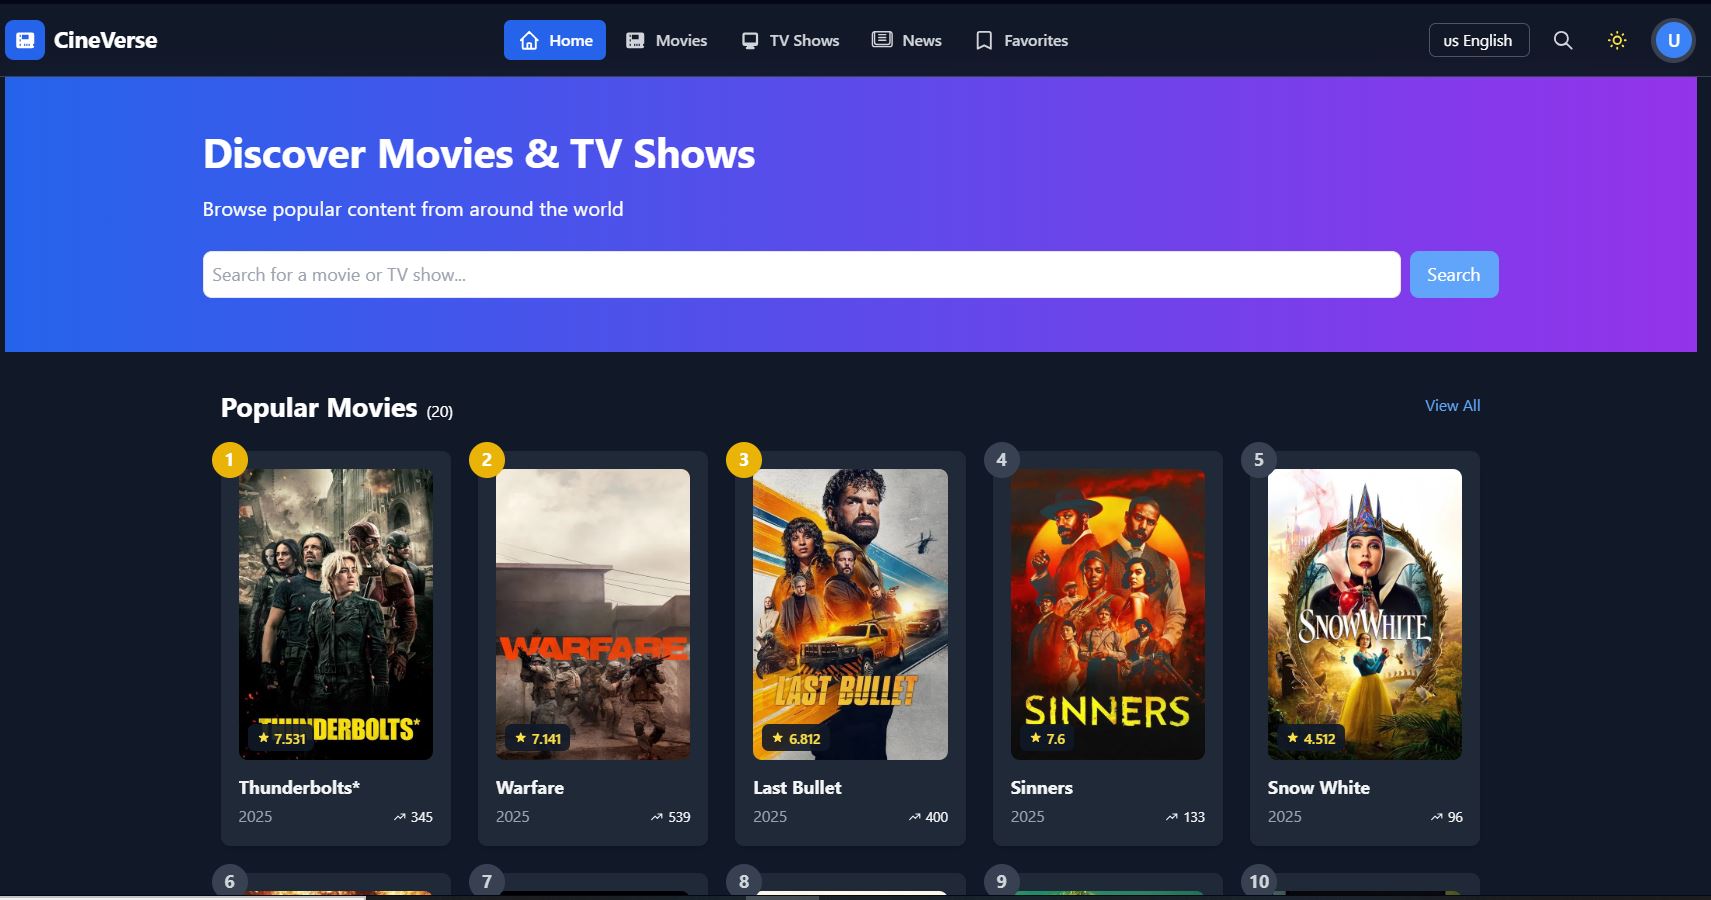 CineVerse
Home
Movies
TV Shows
News
Favorites
us English
U
Discover Movies & TV Shows
Browse popular content from around the world
Search for a movie or TV show...
Search
Popular Movies (20)
View All
1
2
3
4
5
THUNDERBOLTS*
WARFARE
LAST BULLET
SINNERS
SNOW WHITE
7.531
7.141
6.812
7.6
4.512
Thunderbolts*
Warfare
Last Bullet
Sinners
Snow White
2025
345
2025
539
2025
400
2025
133
2025
96
6
7
8
9
10